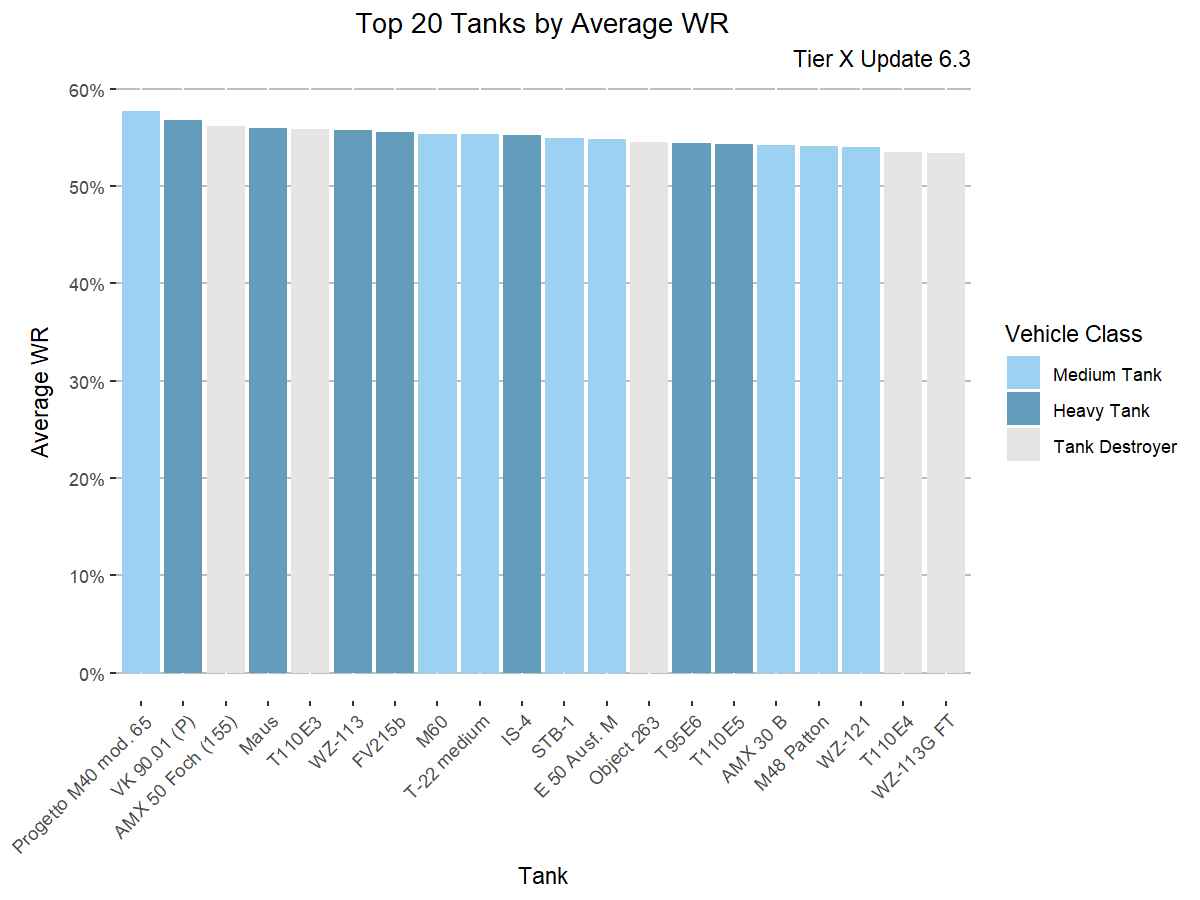 Top 20 Tanks by Average WR
Tier X Update 6.3
60%
50%
40%
30%
20%
10%
0%
Average WR
Progetto M40 mod. 65
VK 90.01 (P)
AMX 50 Foch (155)
Maus
T110E3
WZ-113
FV215b
M60
T-22 medium
IS-4
STB-1
E 50 Ausf. M
Object 263
T95E6
T110E5
AMX 30 B
M48 Patton
WZ-121
T110E4
WZ-113G FT
Tank
Vehicle Class
Medium Tank
Heavy Tank
Tank Destroyer